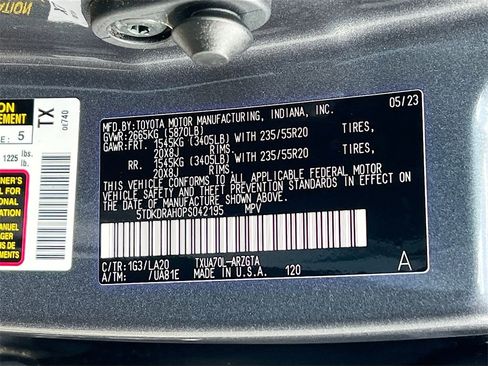 TX
OE740
E: 5
1225 lbs.
MFD.BY:TOYOTA MOTOR MANUFACTURING, INDIANA, INC. 05/23
GVWR: 2665KG (5870LB)
GAWR:FRT. 1545KG (3405LB) WITH 235/55R20 TIRES,
20X8J RIMS,
RR. 1545KG (3405LB) WITH 235/55R20 TIRES,
20X8J RIMS.
THIS VEHICLE CONFORMS TO ALL APPLICABLE FEDERAL MOTOR
VEHICLE SAFETY AND THEFT PREVENTION STANDARDS IN EFFECT ON
THE DATE OF MANUFACTURE SHOWN ABOVE.
5TDKDRAH0PS042195 MPV
C/TR:1G3/LA20 TXUA70L-ARZGTA
A/TM: /UA81E MADE IN U.S.A. 120 A